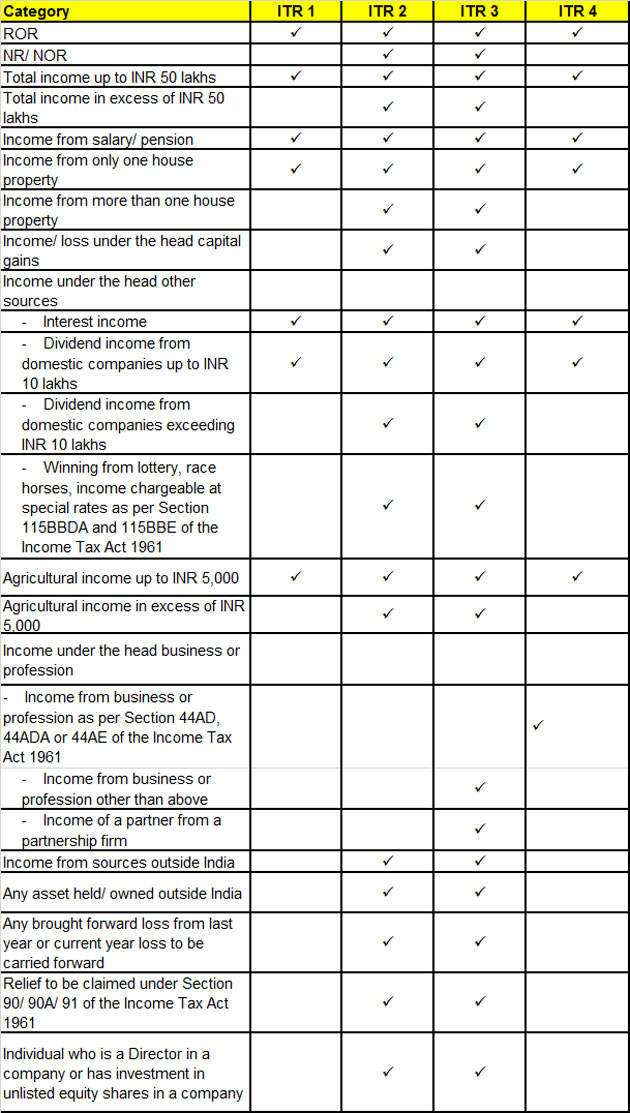 Category ITR 1 ITR 2 ITR 3 ITR 4
ROR ✓ ✓ ✓ ✓
NR/ NOR ✓ ✓
Total income up to INR 50 lakhs ✓ ✓ ✓ ✓
Total income in excess of INR 50
lakhs ✓ ✓
Income from salary/ pension ✓ ✓ ✓ ✓
Income from only one house
property ✓ ✓ ✓ ✓
Income from more than one house
property ✓ ✓
Income/ loss under the head capital
gains ✓ ✓
Income under the head other
sources
- Interest income ✓ ✓ ✓ ✓
- Dividend income from
domestic companies up to INR
10 lakhs ✓ ✓ ✓ ✓
- Dividend income from
domestic companies exceeding
INR 10 lakhs ✓ ✓
- Winning from lottery, race
horses, income chargeable at
special rates as per Section
115BBDA and 115BBE of the
Income Tax Act 1961 ✓ ✓
Agricultural income up to INR 5,000 ✓ ✓ ✓ ✓
Agricultural income in excess of INR
5,000 ✓ ✓
Income under the head business or
profession
- Income from business or
profession as per Section 44AD,
44ADA or 44AE of the Income Tax
Act 1961 ✓
- Income from business or
profession other than above ✓
- Income of a partner from a
partnership firm ✓
Income from sources outside India ✓ ✓
Any asset held/ owned outside India ✓ ✓
Any brought forward loss from last
year or current year loss to be
carried forward ✓ ✓
Relief to be claimed under Section
90/ 90A/ 91 of the Income Tax Act
1961 ✓ ✓
Individual who is a Director in a
company or has investment in
unlisted equity shares in a company ✓ ✓